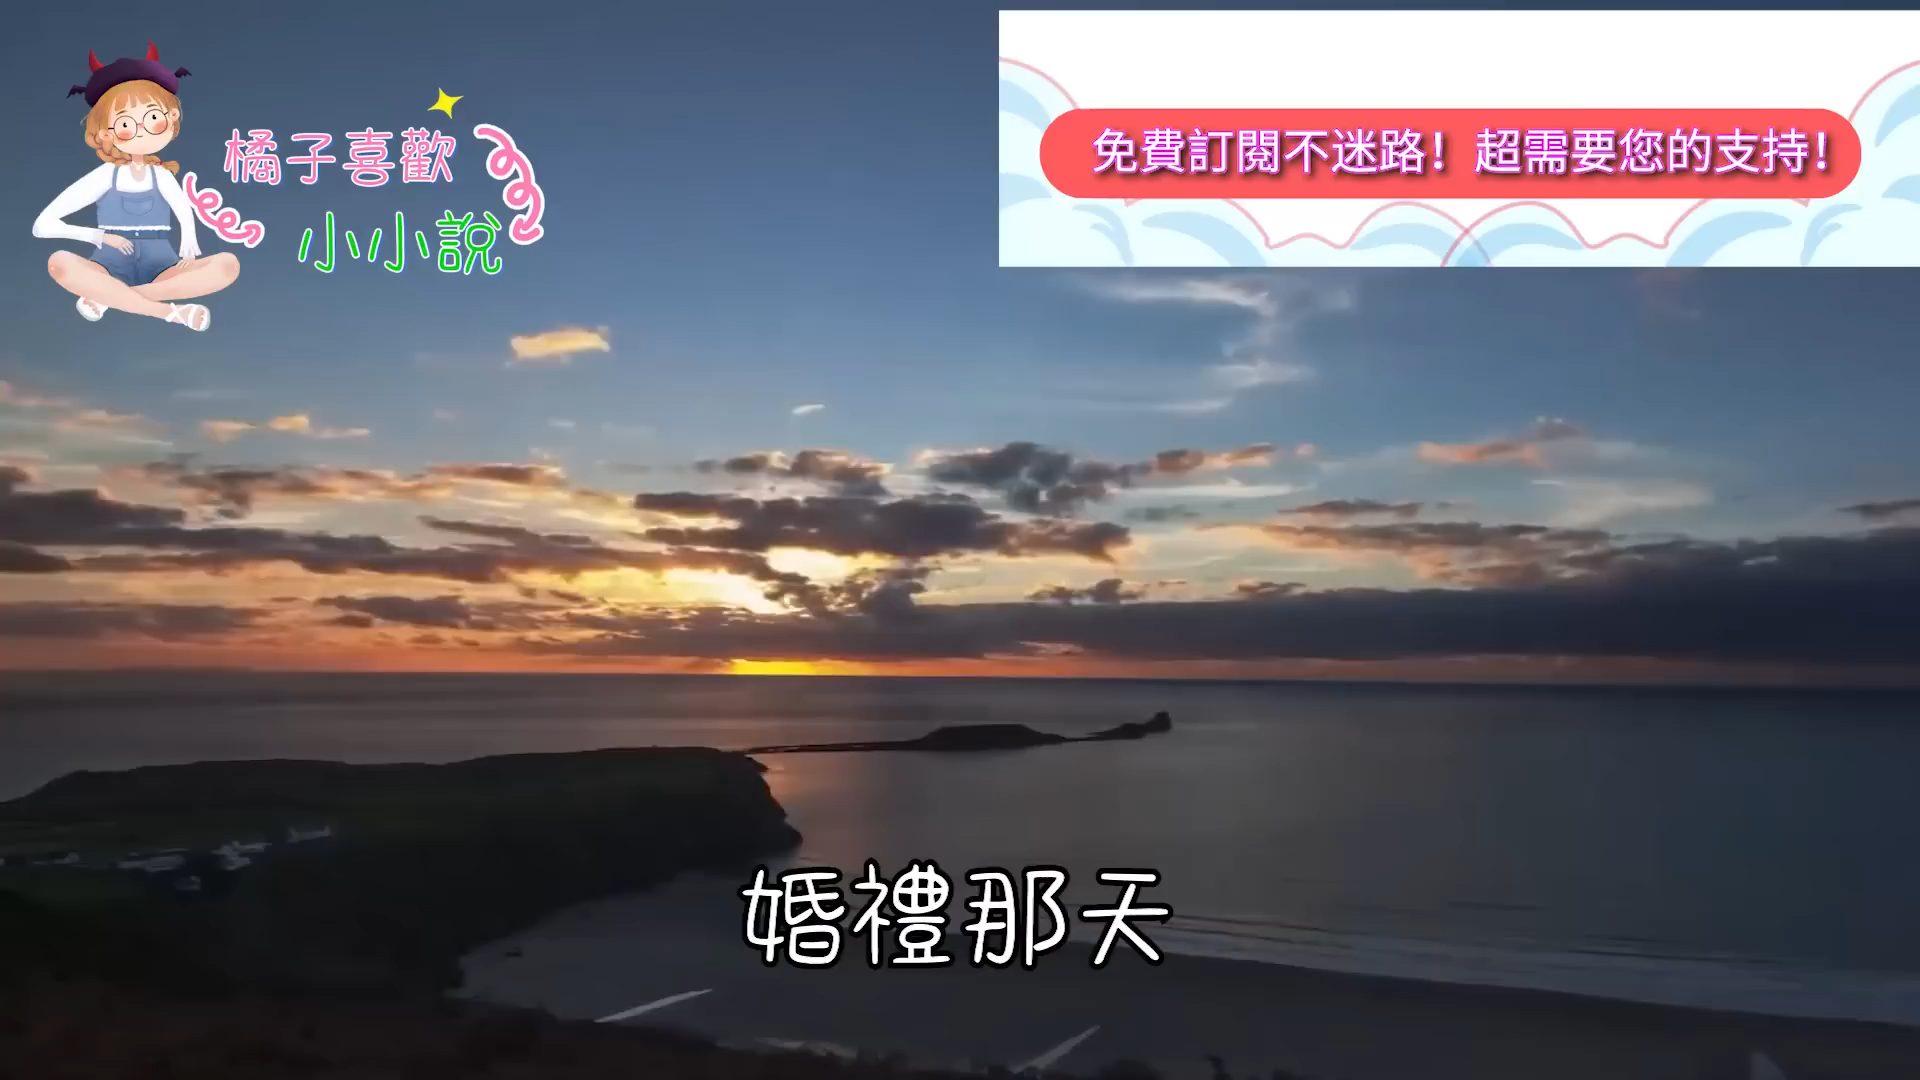 橘子喜歡
小小說
免費訂閱不迷路！超需要您的支持！
婚禮那天